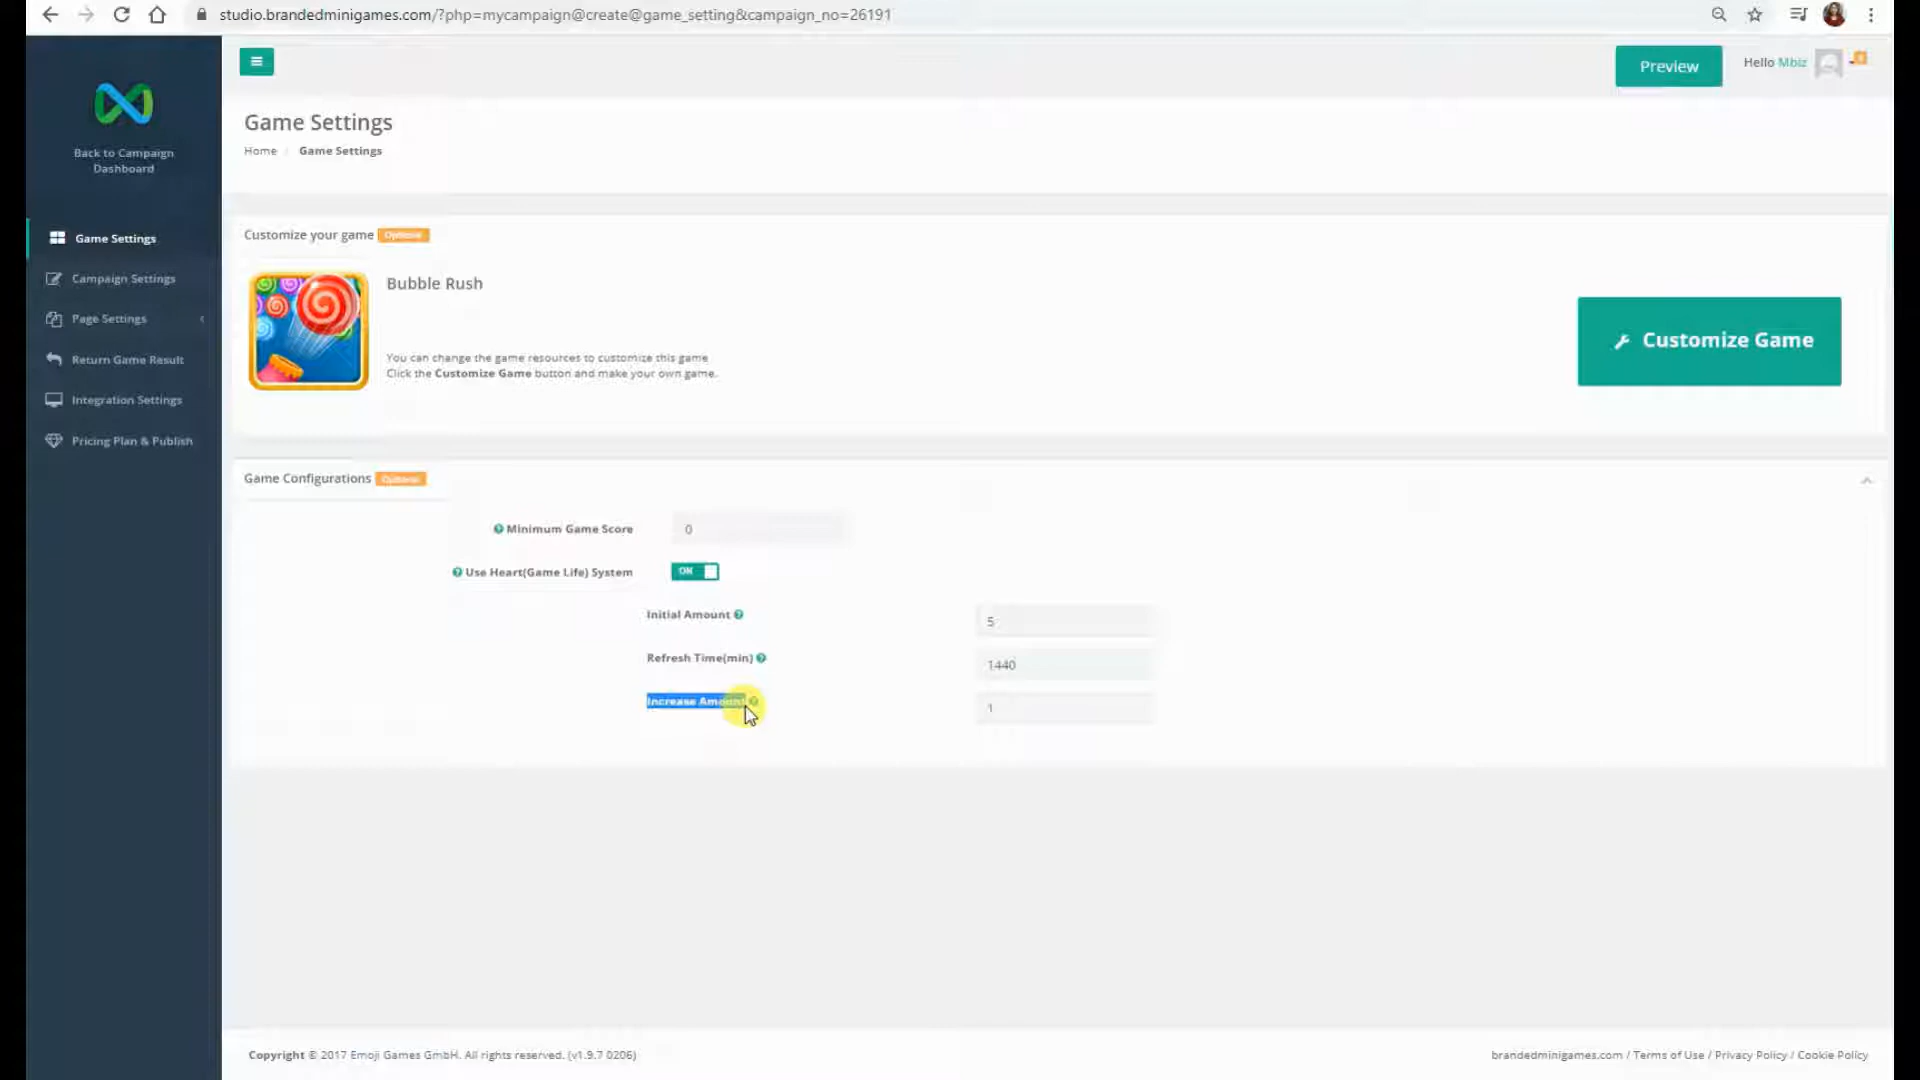 studio.brandedminigames.com/?php=mycampaign@create@game_setting&campaign_no=26191
Preview
Hello Mbiz
Back to Campaign
Dashboard
Game Settings
Home / Game Settings
Game Settings
Campaign Settings
Page Settings
Return Game Result
Integration Settings
Pricing Plan & Publish
Customize your game Optional
Bubble Rush
You can change the game resources to customize this game
Click the Customize Game button and make your own game.
Customize Game
Game Configurations Optional
Minimum Game Score 0
Use Heart(Game Life) System ON
Initial Amount 5
Refresh Time(min) 1440
Increase Amount 1
Copyright © 2017 Emoji Games GmbH. All rights reserved. (v1.9.7 0206)
brandedminigames.com / Terms of Use / Privacy Policy / Cookie Policy